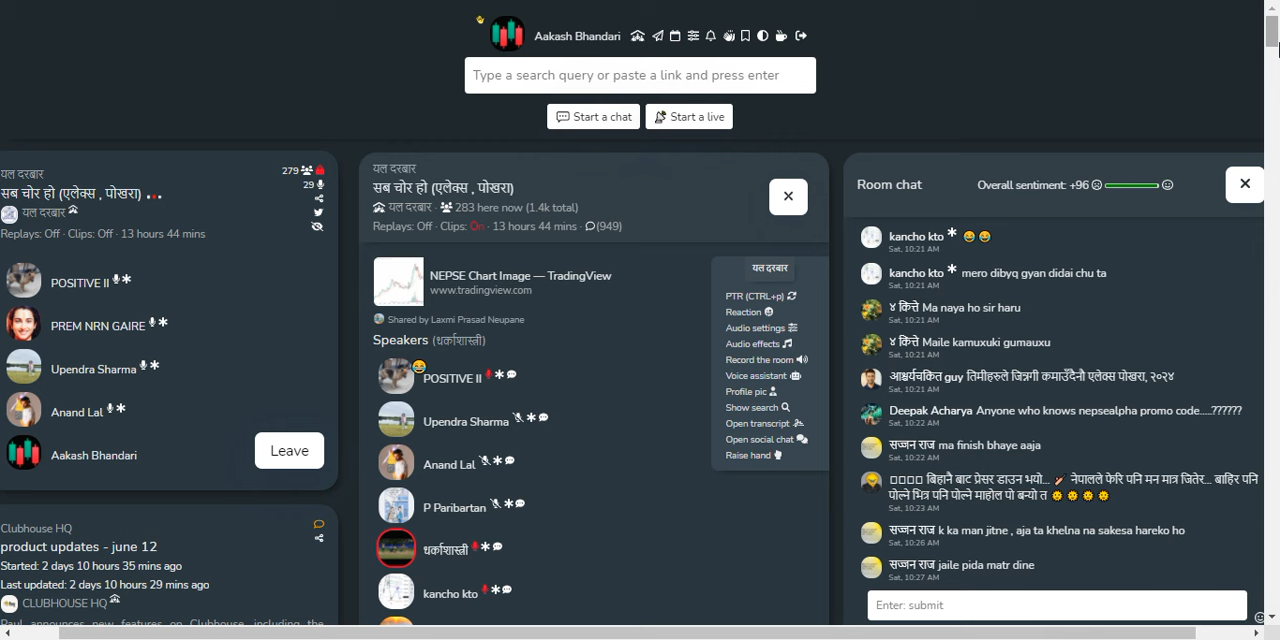 Aakash Bhandari
Type a search query or paste a link and press enter
Start a chat
Start a live
यल दरबार
279
सब चोर हो (एलेक्स , पोखरा)
29
यल दरबार
Replays: Off · Clips: Off · 13 hours 44 mins
POSITIVE II
PREM NRN GAIRE
Upendra Sharma
Anand Lal
Aakash Bhandari
Leave
Clubhouse HQ
product updates - june 12
Started: 2 days 10 hours 35 mins ago
Last updated: 2 days 10 hours 29 mins ago
CLUBHOUSE HQ
Paul announces new features on Clubhouse, including the
यल दरबार
सब चोर हो (एलेक्स , पोखरा)
यल दरबार · 283 here now (1.4k total)
Replays: Off · Clips: On · 13 hours 44 mins · (949)
NEPSE Chart Image — TradingView
www.tradingview.com
Shared by Laxmi Prasad Neupane
Speakers (धर्काशास्त्री)
POSITIVE II
Upendra Sharma
Anand Lal
P Paribartan
धर्काशास्त्री
kancho kto
यल दरबार
PTR (CTRL+p)
Reaction
Audio settings
Audio effects
Record the room
Voice assistant
Profile pic
Show search
Open transcript
Open social chat
Raise hand
Room chat
Overall sentiment: +96
kancho kto * 😂 😂
Sat, 10:21 AM
kancho kto * mero dibyq gyan didai chu ta
Sat, 10:21 AM
४ कित्ते Ma naya ho sir haru
Sat, 10:21 AM
४ कित्ते Maile kamuxuki gumauxu
Sat, 10:21 AM
आश्चर्यचकित guy तिमीहरुले जिन्नगी कमाउँदैनौ एलेक्स पोखरा, २०२४
Sat, 10:21 AM
Deepak Acharya Anyone who knows nepsealpha promo code.....??????
Sat, 10:22 AM
सज्जन राज ma finish bhaye aaja
Sat, 10:22 AM
बिहानै बाट प्रेसर डाउन भयो... 🏏 नेपालले फेरि पनि मन मात्र जितेर... बाहिर पनि
पोल्ने भित्र पनि पोल्ने माहोल पो बन्यो त
Sat, 10:23 AM
सज्जन राज k ka man jitne , aja ta khelna na sakesa hareko ho
Sat, 10:26 AM
सज्जन राज jaile pida matr dine
Sat, 10:27 AM
Enter: submit